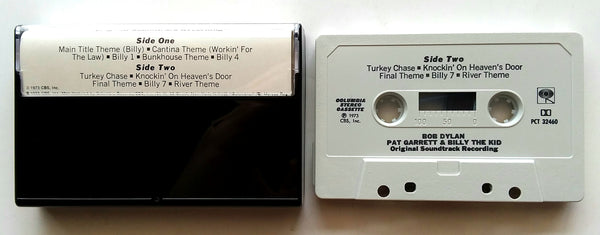 Side One
Main Title Theme (Billy) ■ Cantina Theme (Workin' For
The Law) ■ Billy 1 ■ Bunkhouse Theme ■ Billy 4
Side Two
Turkey Chase ■ Knockin' On Heaven's Door
Final Theme ■ Billy 7 ■ River Theme
℗ 1973 CBS, Inc.
Side Two
Turkey Chase ■ Knockin' On Heaven's Door
Final Theme ■ Billy 7 ■ River Theme
COLUMBIA
STEREO
CASSETTE
℗ 1973
CBS, Inc.
100 50 0
PCT 32460
BOB DYLAN
PAT GARRETT & BILLY THE KID
Original Soundtrack Recording